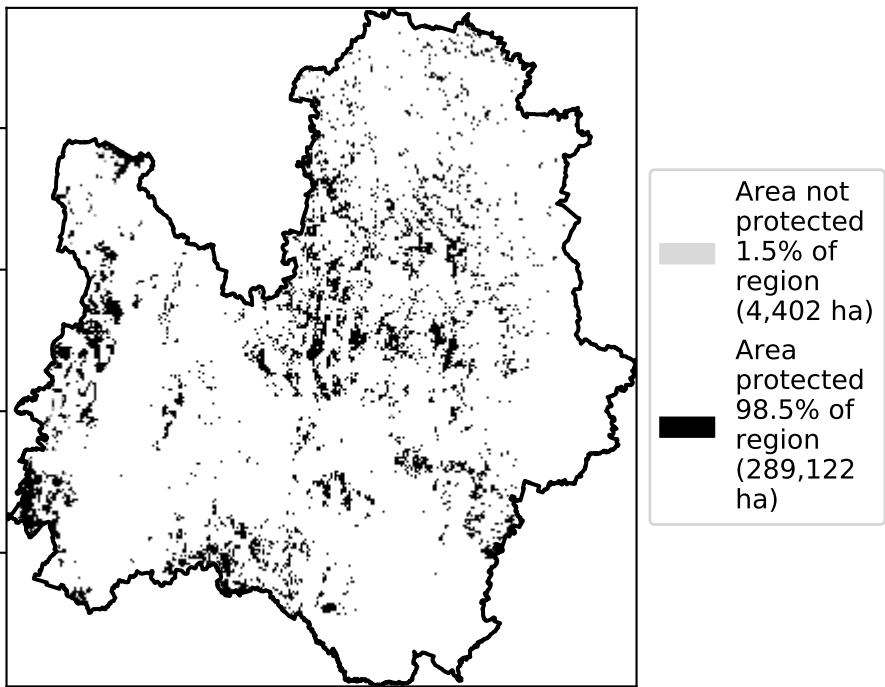 Area not
protected
1.5% of
region
(4,402 ha)
Area
protected
98.5% of
region
(289,122
ha)